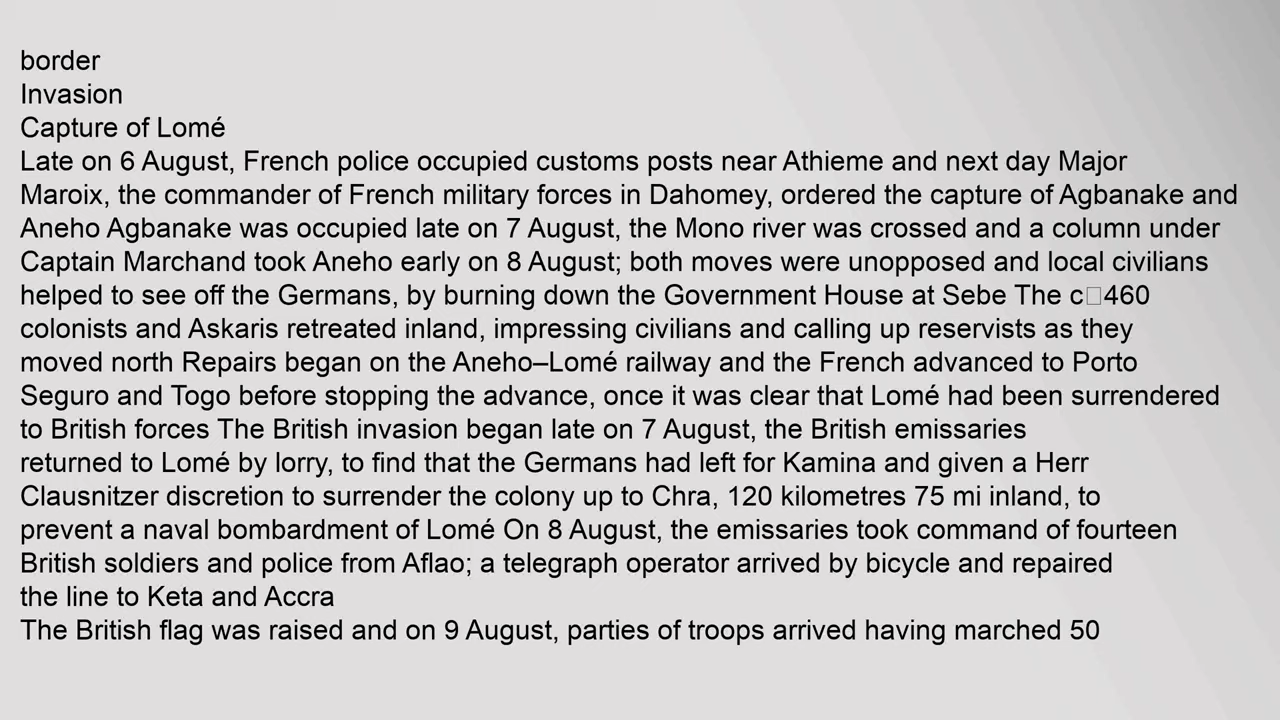 border
Invasion
Capture of Lomé
Late on 6 August, French police occupied customs posts near Athieme and next day Major
Maroix, the commander of French military forces in Dahomey, ordered the capture of Agbanake and
Aneho Agbanake was occupied late on 7 August, the Mono river was crossed and a column under
Captain Marchand took Aneho early on 8 August; both moves were unopposed and local civilians
helped to see off the Germans, by burning down the Government House at Sebe The c□460
colonists and Askaris retreated inland, impressing civilians and calling up reservists as they
moved north Repairs began on the Aneho–Lomé railway and the French advanced to Porto
Seguro and Togo before stopping the advance, once it was clear that Lomé had been surrendered
to British forces The British invasion began late on 7 August, the British emissaries
returned to Lomé by lorry, to find that the Germans had left for Kamina and given a Herr
Clausnitzer discretion to surrender the colony up to Chra, 120 kilometres 75 mi inland, to
prevent a naval bombardment of Lomé On 8 August, the emissaries took command of fourteen
British soldiers and police from Aflao; a telegraph operator arrived by bicycle and repaired
the line to Keta and Accra
The British flag was raised and on 9 August, parties of troops arrived having marched 50